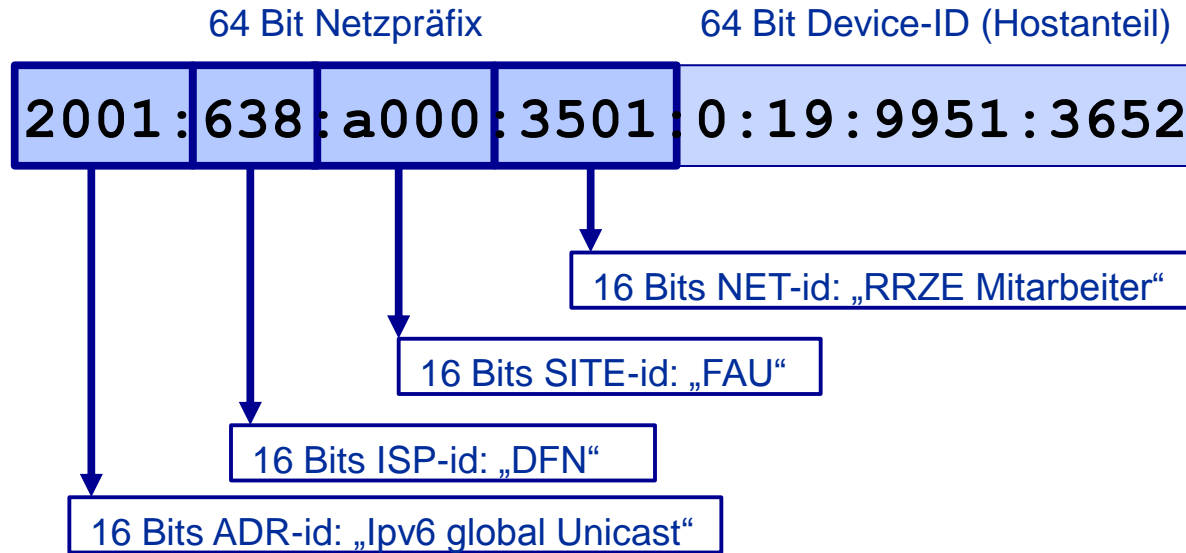 64 Bit Netzpräfix 64 Bit Device-ID (Hostanteil)
2001:638:a000:3501:0:19:9951:3652
16 Bits NET-id: „RRZE Mitarbeiter“
16 Bits SITE-id: „FAU“
16 Bits ISP-id: „DFN“
16 Bits ADR-id: „Ipv6 global Unicast“